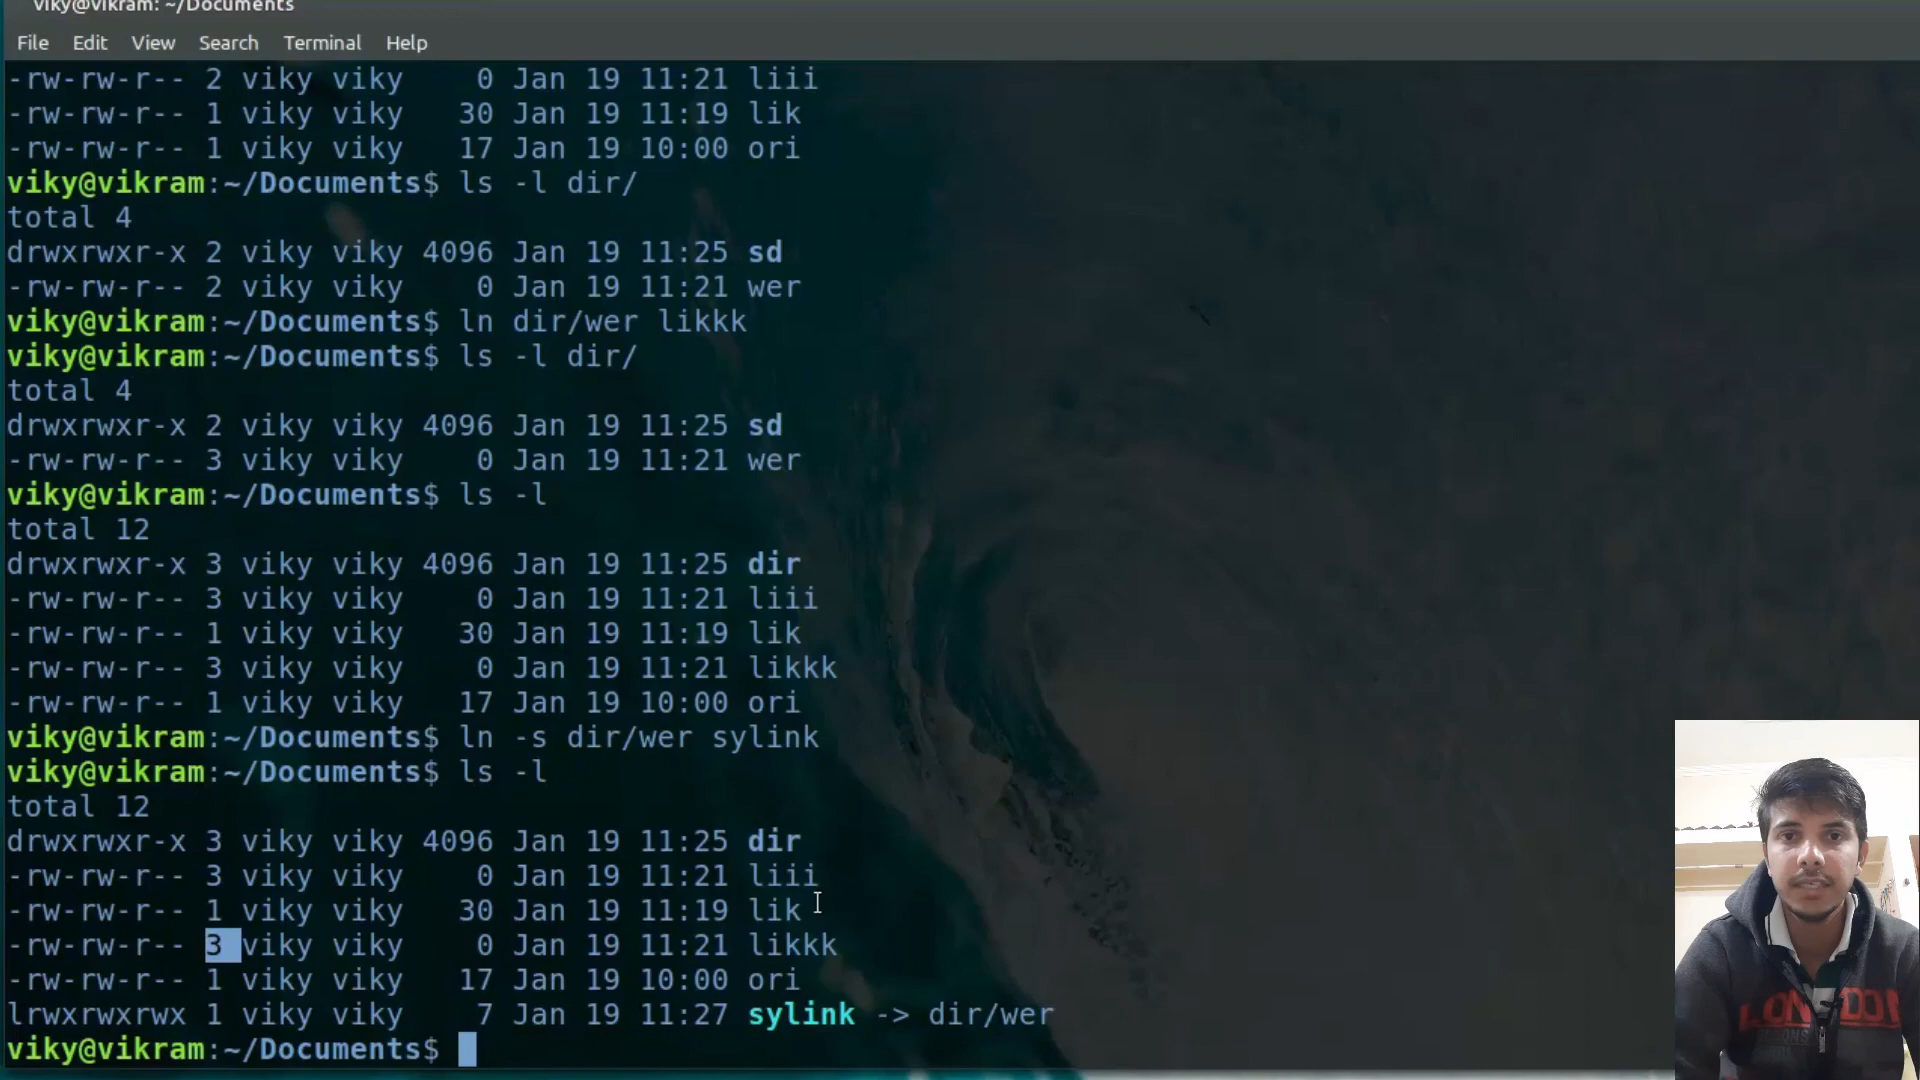 viky@vikram: ~/Documents
File Edit View Search Terminal Help
-rw-rw-r-- 2 viky viky    0 Jan 19 11:21 liii
-rw-rw-r-- 1 viky viky   30 Jan 19 11:19 lik
-rw-rw-r-- 1 viky viky   17 Jan 19 10:00 ori
viky@vikram:~/Documents$ ls -l dir/
total 4
drwxrwxr-x 2 viky viky 4096 Jan 19 11:25 sd
-rw-rw-r-- 2 viky viky    0 Jan 19 11:21 wer
viky@vikram:~/Documents$ ln dir/wer likkk
viky@vikram:~/Documents$ ls -l dir/
total 4
drwxrwxr-x 2 viky viky 4096 Jan 19 11:25 sd
-rw-rw-r-- 3 viky viky    0 Jan 19 11:21 wer
viky@vikram:~/Documents$ ls -l
total 12
drwxrwxr-x 3 viky viky 4096 Jan 19 11:25 dir
-rw-rw-r-- 3 viky viky    0 Jan 19 11:21 liii
-rw-rw-r-- 1 viky viky   30 Jan 19 11:19 lik
-rw-rw-r-- 3 viky viky    0 Jan 19 11:21 likkk
-rw-rw-r-- 1 viky viky   17 Jan 19 10:00 ori
viky@vikram:~/Documents$ ln -s dir/wer sylink
viky@vikram:~/Documents$ ls -l
total 12
drwxrwxr-x 3 viky viky 4096 Jan 19 11:25 dir
-rw-rw-r-- 3 viky viky    0 Jan 19 11:21 liii
-rw-rw-r-- 1 viky viky   30 Jan 19 11:19 lik
-rw-rw-r-- 3 viky viky    0 Jan 19 11:21 likkk
-rw-rw-r-- 1 viky viky   17 Jan 19 10:00 ori
lrwxrwxrwx 1 viky viky    7 Jan 19 11:27 sylink -> dir/wer
viky@vikram:~/Documents$